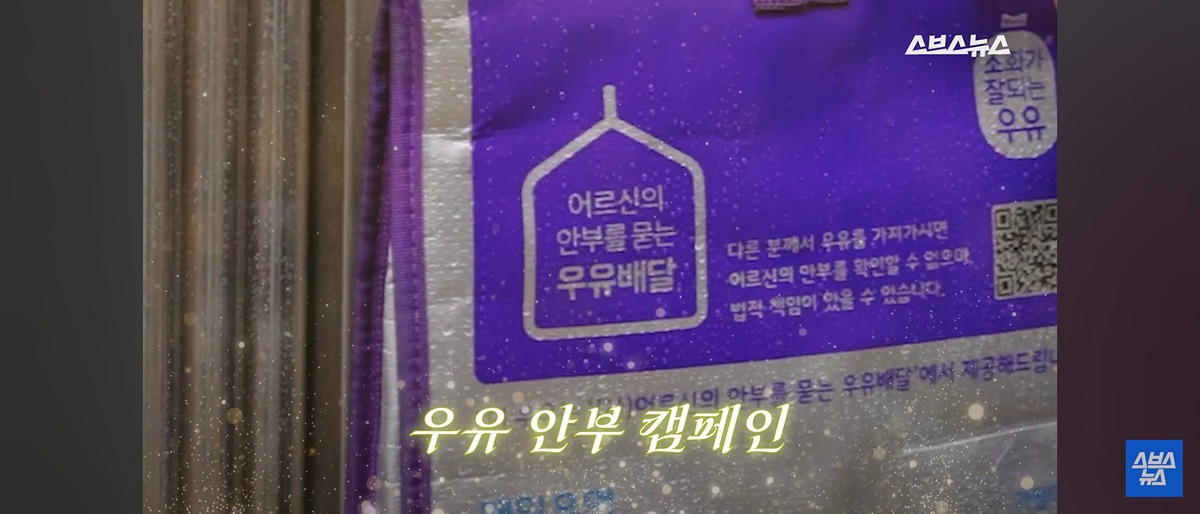 스브스뉴스
소화가
잘되는
우유
어르신의
안부를 묻는
우유배달
다른 분께서 우유를 가져가시면
어르신의 안부를 확인할 수 없으며,
법적 책임이 있을 수 있습니다.
어르신의 안부를 묻는 우유배달'에서 제공해드립니
우유 안부 캠페인
스브스
뉴스